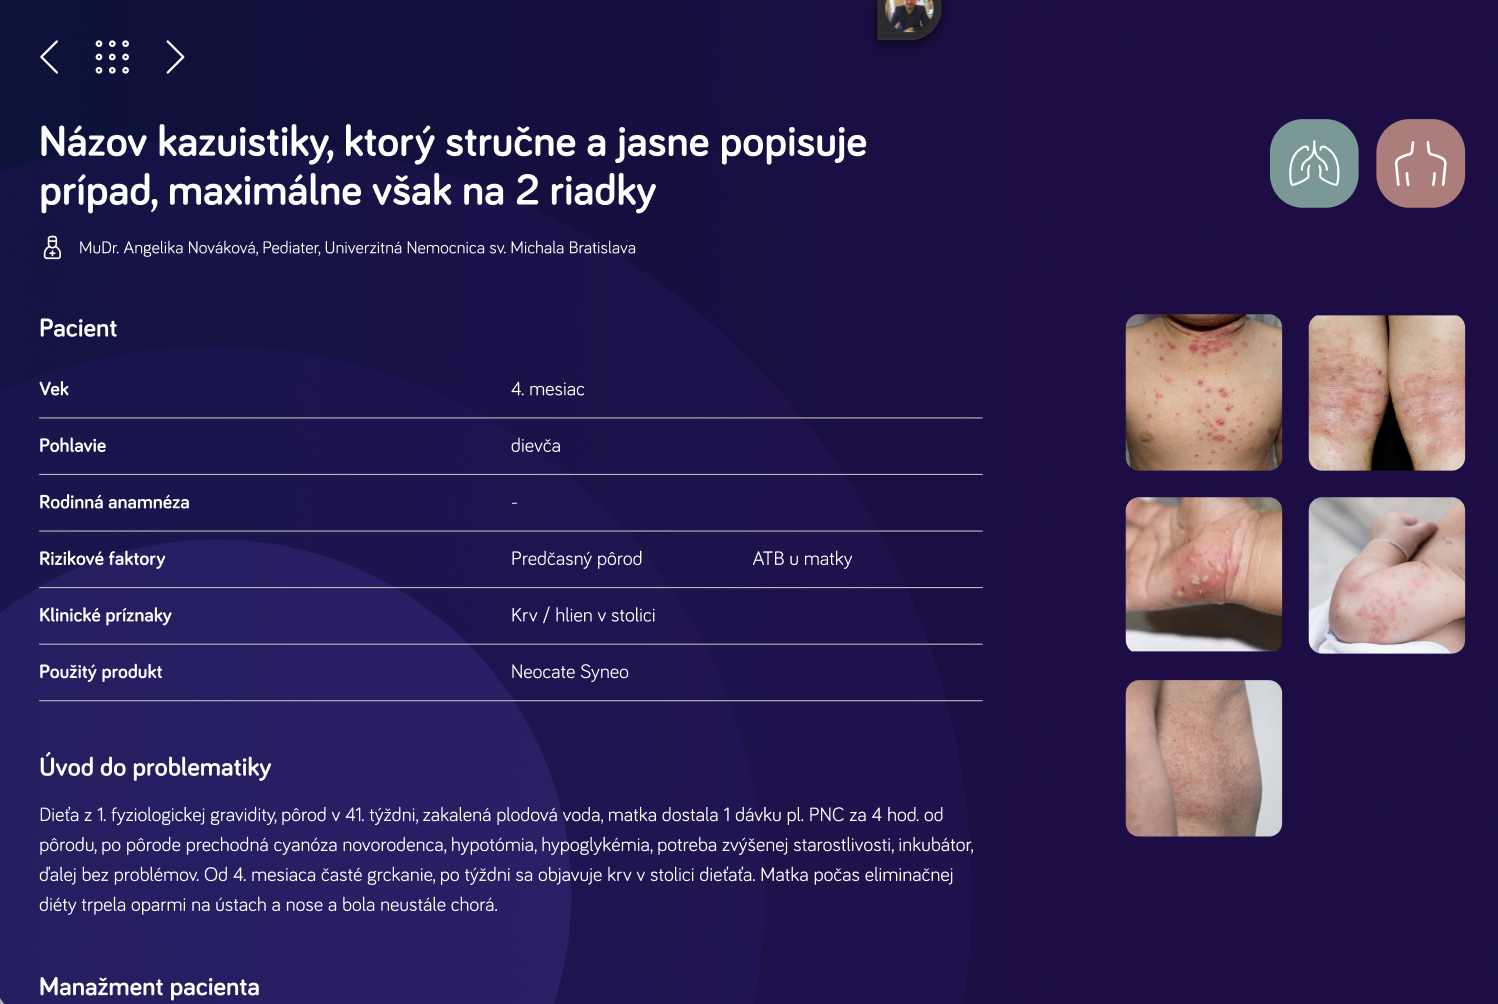 Názov kazuistiky, ktorý stručne a jasne popisuje
prípad, maximálne však na 2 riadky
MuDr. Angelika Nováková, Pediater, Univerzitná Nemocnica sv. Michala Bratislava
Pacient
Vek 4. mesiac
Pohlavie dievča
Rodinná anamnéza -
Rizikové faktory Predčasný pôrod ATB u matky
Klinické príznaky Krv / hlien v stolici
Použitý produkt Neocate Syneo
Úvod do problematiky
Dieťa z 1. fyziologickej gravidity, pôrod v 41. týždni, zakalená plodová voda, matka dostala 1 dávku pl. PNC za 4 hod. od
pôrodu, po pôrode prechodná cyanóza novorodenca, hypotómia, hypoglykémia, potreba zvýšenej starostlivosti, inkubátor,
ďalej bez problémov. Od 4. mesiaca časté grckanie, po týždni sa objavuje krv v stolici dieťaťa. Matka počas eliminačnej
diéty trpela oparmi na ústach a nose a bola neustále chorá.
Manažment pacienta